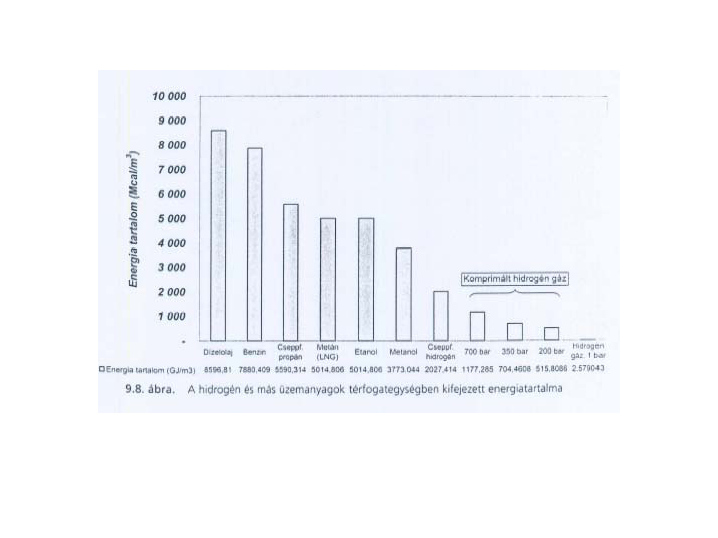 Energia tartalom (Mcal/m³)
10 000
9 000
8 000
7 000
6 000
5 000
4 000
3 000
2 000
1 000
-
Komprimált hidrogén gáz
Dízelolaj Benzin Cseppf. propán Metán (LNG) Etanol Metanol Cseppf. hidrogén 700 bar 350 bar 200 bar Hidrogén gáz, 1 bar
Energia tartalom (GJ/m3) 8596,81 7880,409 5590,314 5014,806 5014,806 3773,044 2027,414 1177,285 704,4608 515,8086 2,579043
9.8. ábra. A hidrogén és más üzemanyagok térfogategységben kifejezett energiatartalma